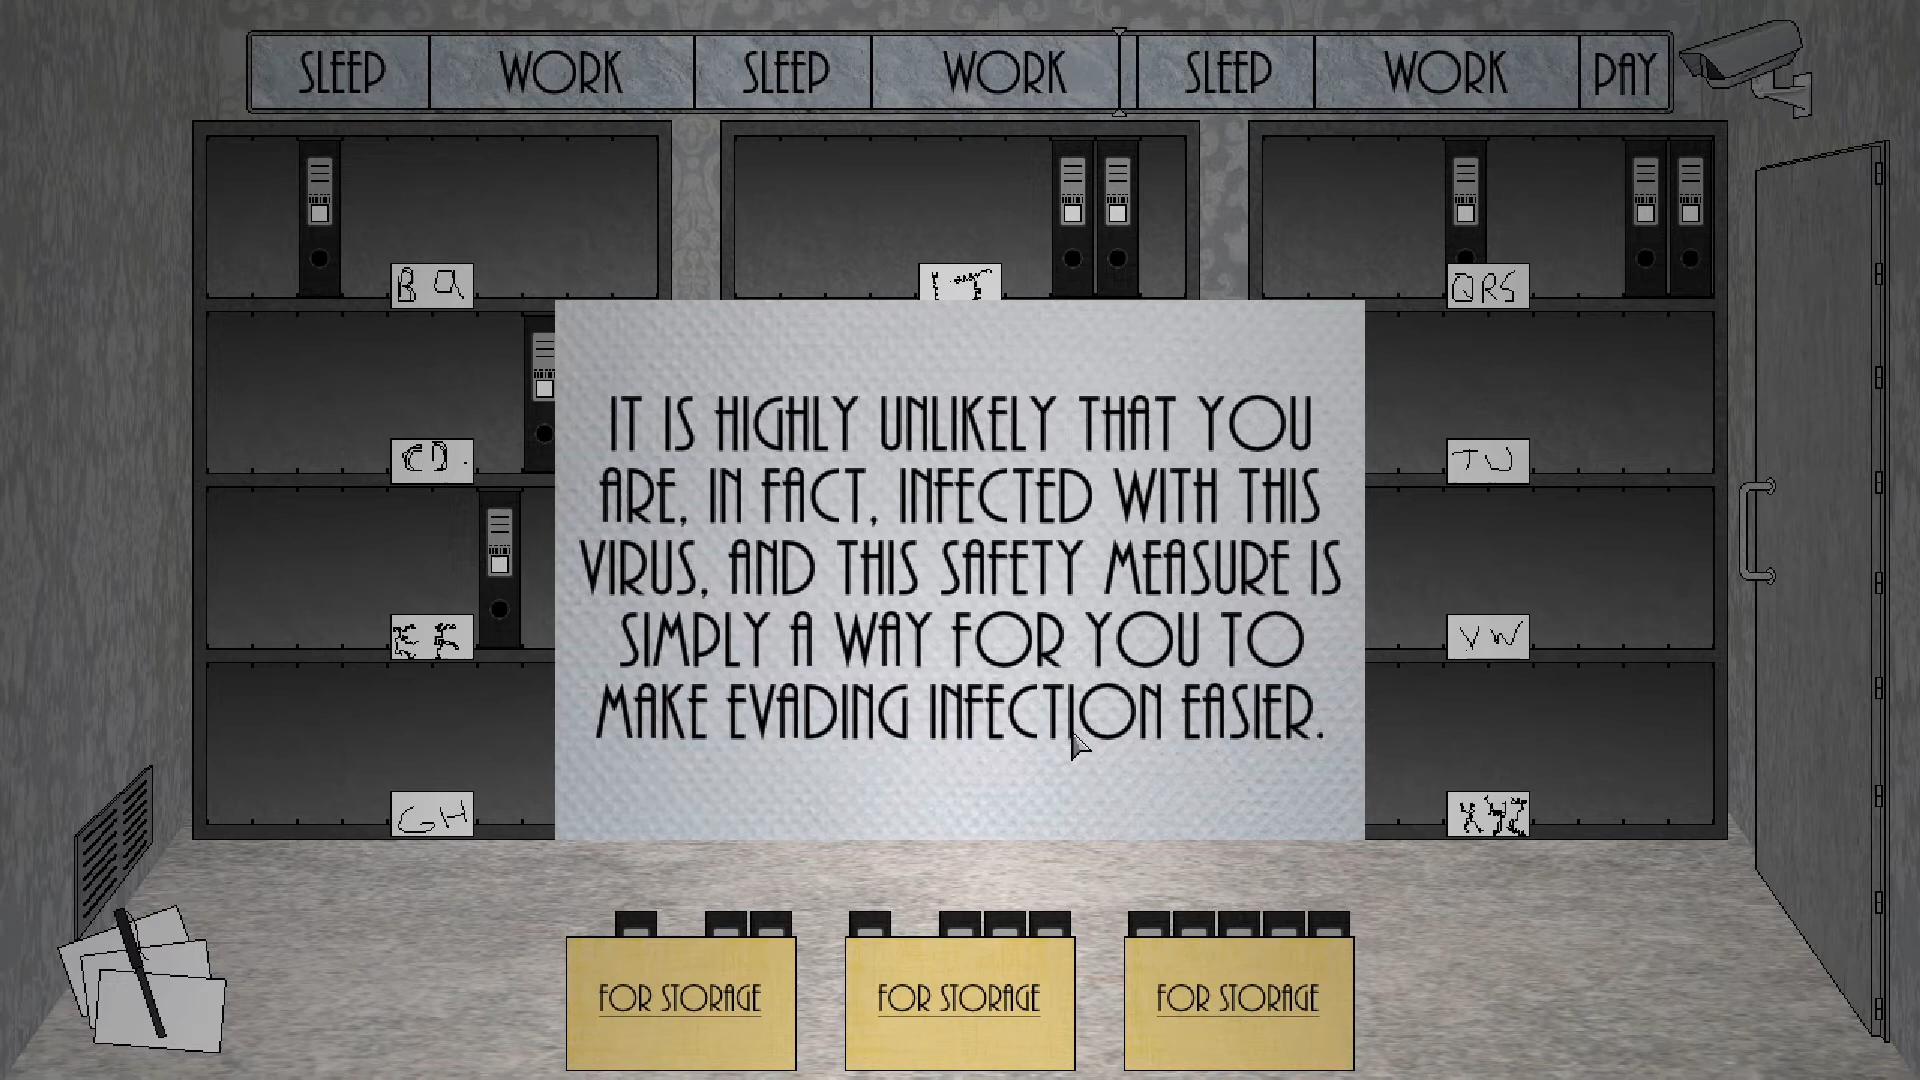 SLEEP WORK SLEEP WORK SLEEP WORK PAY
B a
QRS
CD.
TU
E F
VW
GH
XYZ
IT IS HIGHLY UNLIKELY THAT YOU
ARE, IN FACT, INFECTED WITH THIS
VIRUS, AND THIS SAFETY MEASURE IS
SIMPLY A WAY FOR YOU TO
MAKE EVADING INFECTION EASIER.
FOR STORAGE
FOR STORAGE
FOR STORAGE